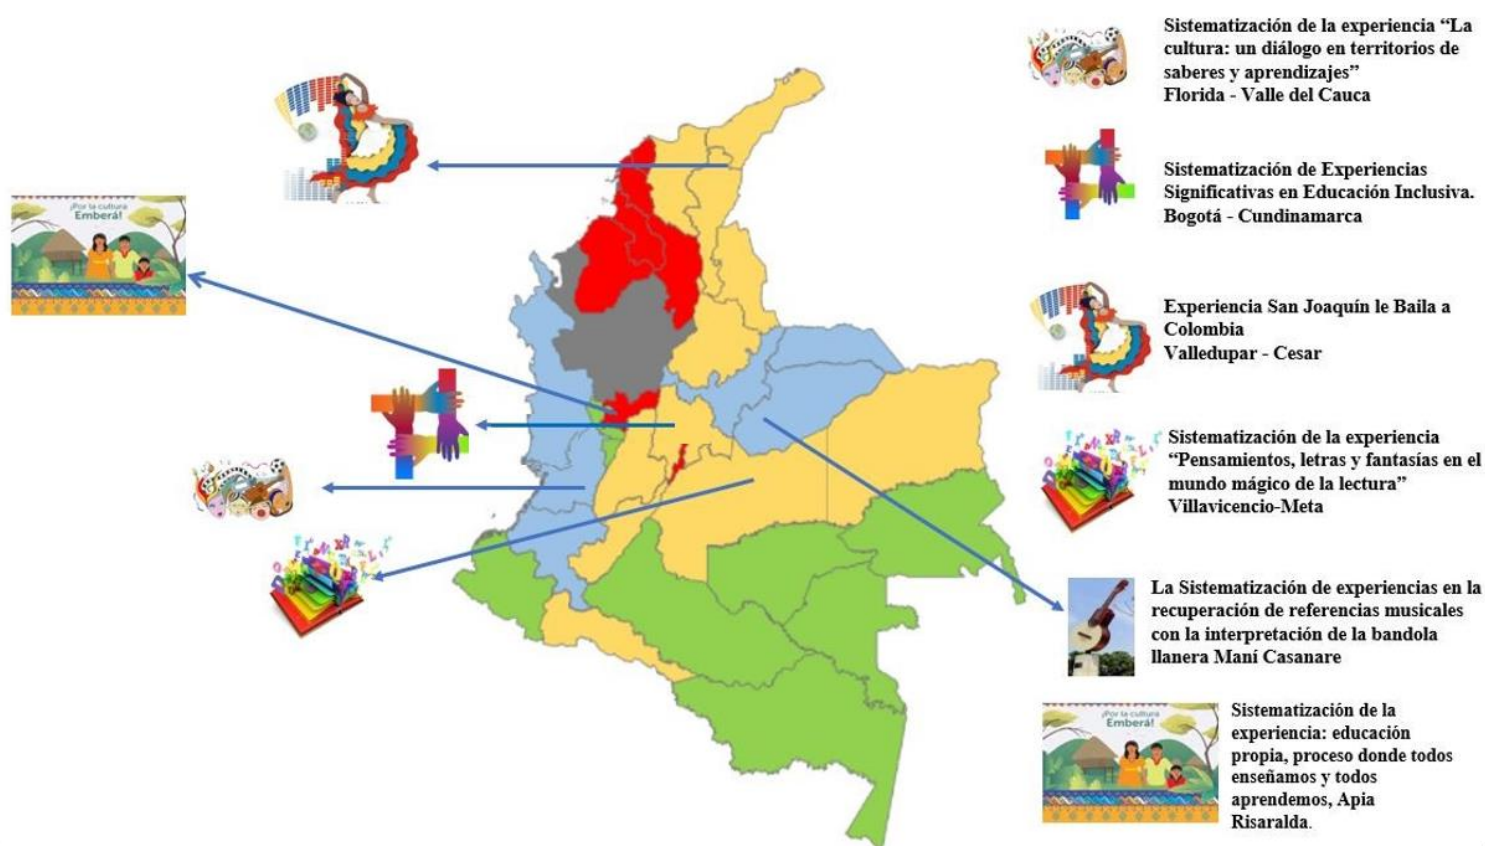 ¡Por la cultura
Emberá!
Sistematización de la experiencia “La
cultura: un diálogo en territorios de
saberes y aprendizajes”
Florida - Valle del Cauca
Sistematización de Experiencias
Significativas en Educación Inclusiva.
Bogotá - Cundinamarca
Experiencia San Joaquín le Baila a
Colombia
Valledupar - Cesar
Sistematización de la experiencia
“Pensamientos, letras y fantasías en el
mundo mágico de la lectura”
Villavicencio-Meta
La Sistematización de experiencias en la
recuperación de referencias musicales
con la interpretación de la bandola
llanera Maní Casanare
¡Por la cultura
Emberá!
Sistematización de la
experiencia: educación
propia, proceso donde todos
enseñamos y todos
aprendemos, Apia
Risaralda.